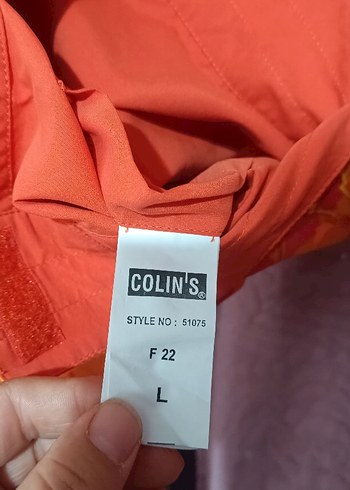 COLIN'S®
STYLE NO : 51075
F 22
L